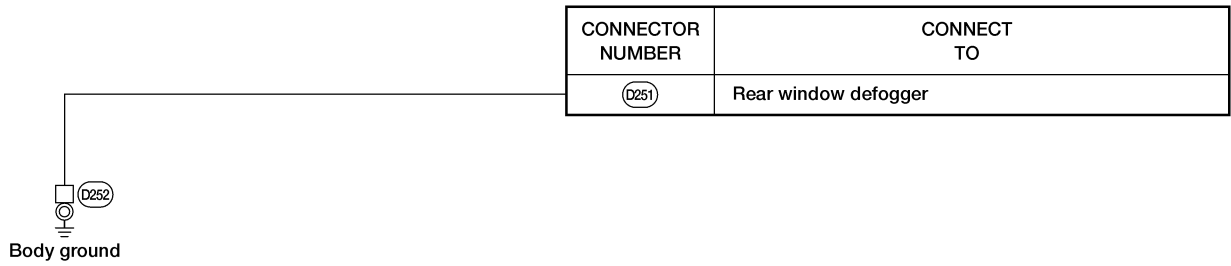 CONNECTOR
NUMBER
CONNECT
TO
D251
Rear window defogger
D252
Body ground